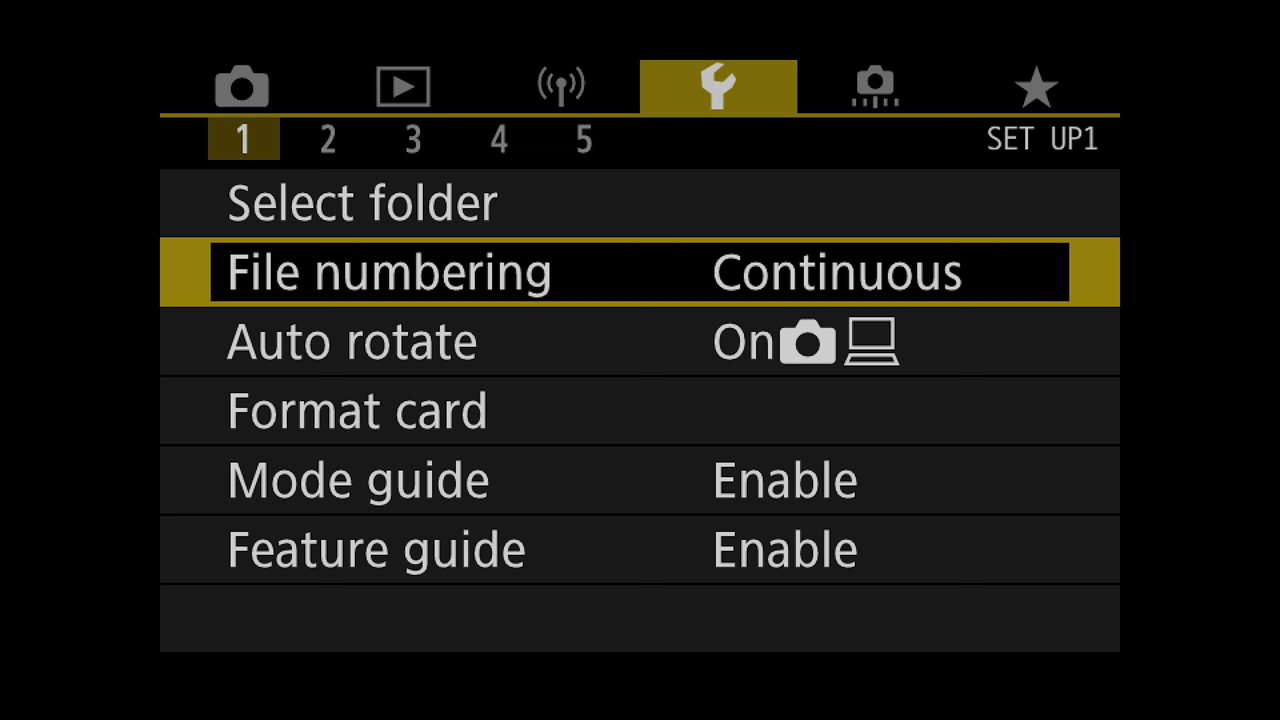 1 2 3 4 5 SET UP1
Select folder
File numbering Continuous
Auto rotate On
Format card
Mode guide Enable
Feature guide Enable